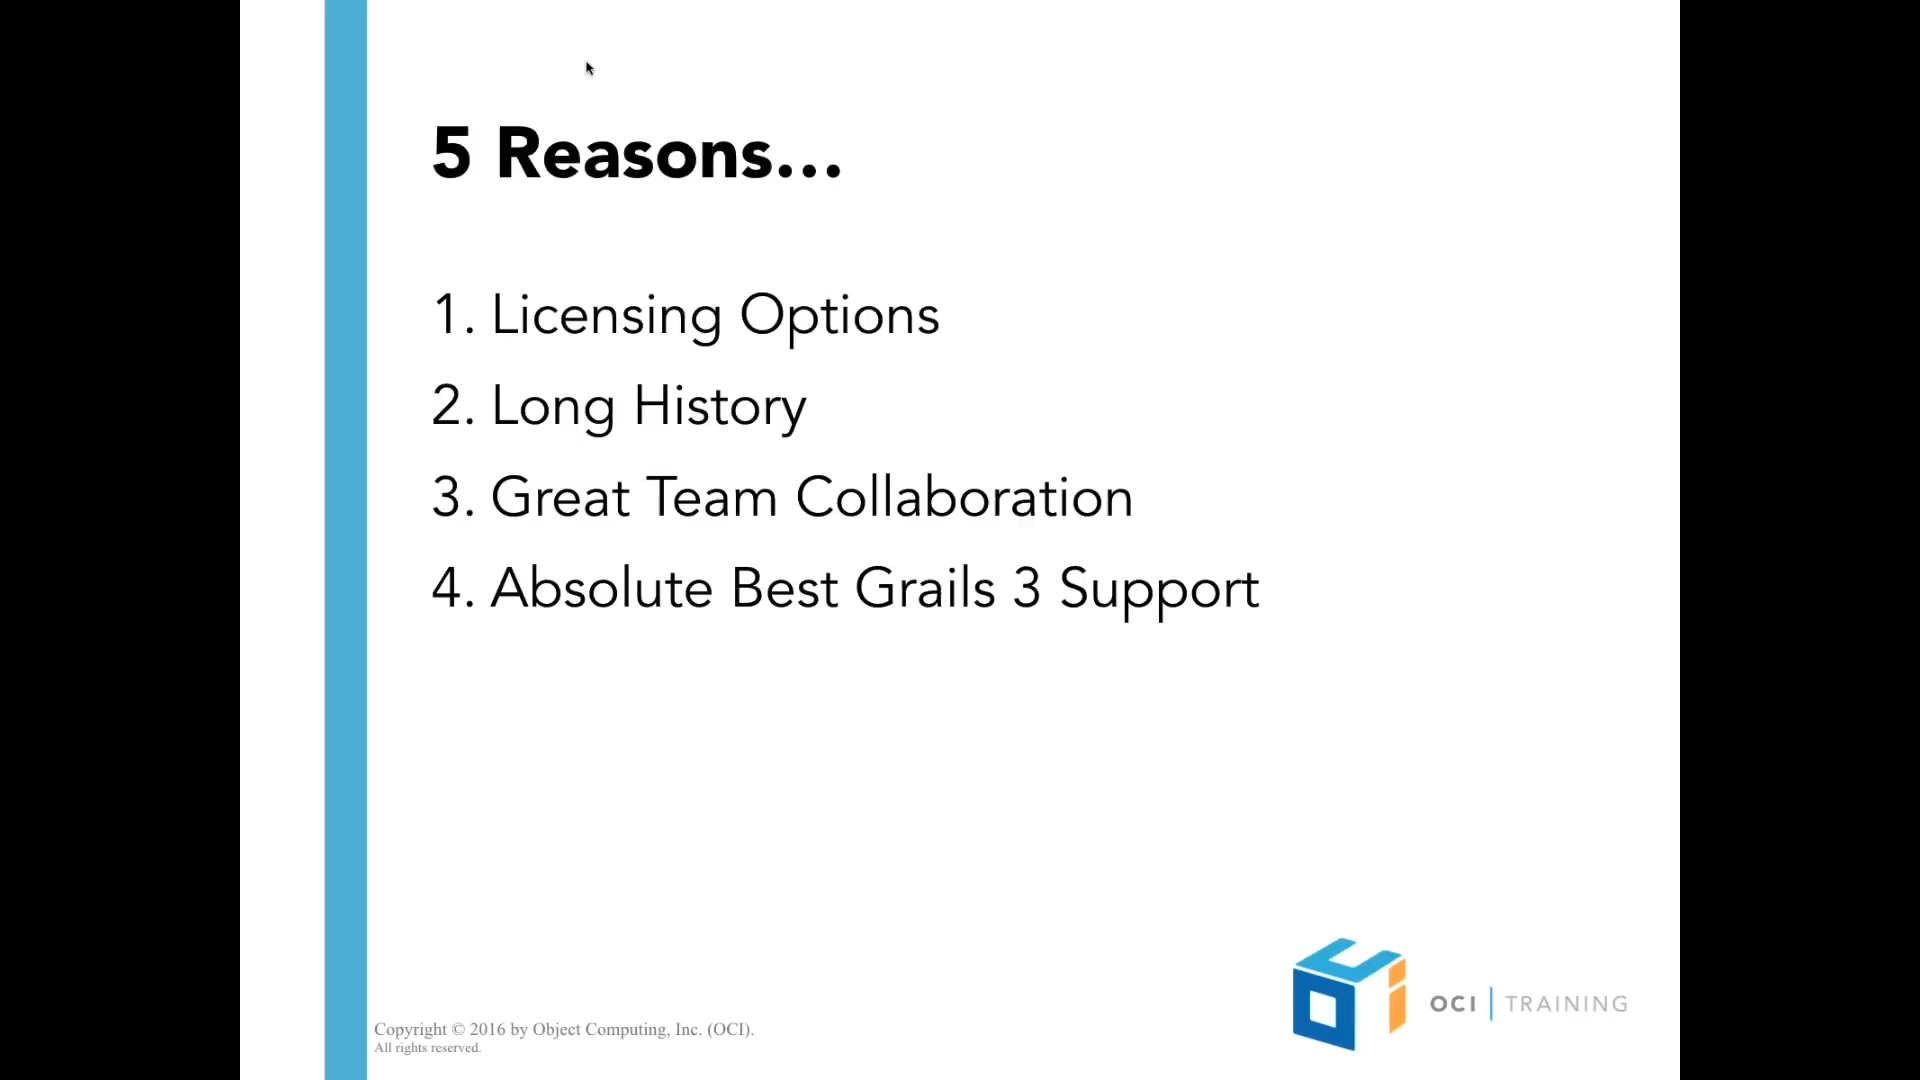 5 Reasons...
1. Licensing Options
2. Long History
3. Great Team Collaboration
4. Absolute Best Grails 3 Support
Copyright © 2016 by Object Computing, Inc. (OCI).
All rights reserved.
OCI
OCI | TRAINING